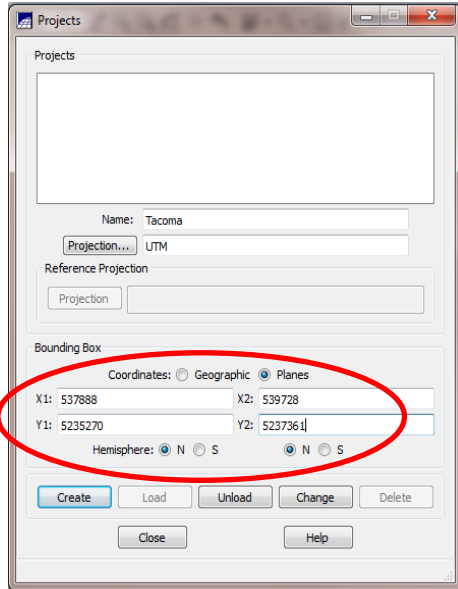 Projects
Projects
Name: Tacoma
Projection... UTM
Reference Projection
Projection
Bounding Box
Coordinates: Geographic Planes
X1: 537888 X2: 539728
Y1: 5235270 Y2: 5237361
Hemisphere: N S N S
Create Load Unload Change Delete
Close Help